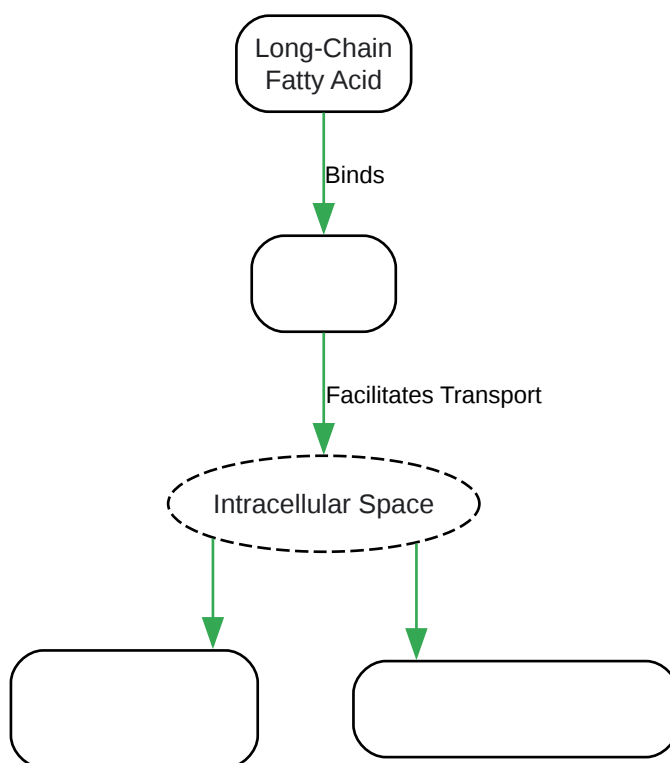 Long-Chain
Fatty Acid
Binds
Facilitates Transport
Intracellular Space